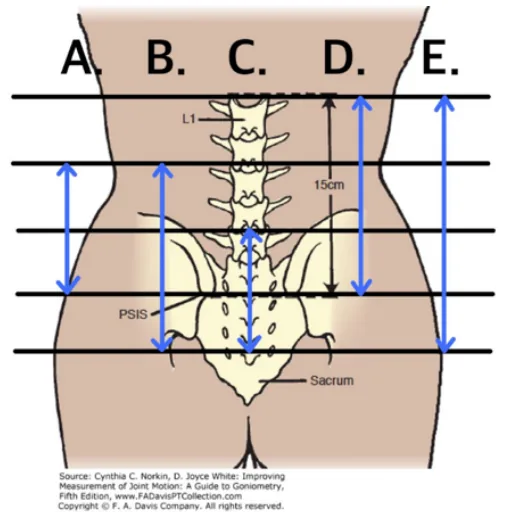 A. B. C. D. E.
L1
15cm
PSIS
Sacrum
Source: Cynthia C. Norkin, D. Joyce White: Improving
Measurement of Joint Motion: A Guide to Goniometry,
Fifth Edition, www.FADavisPTCollection.com
Copyright © F. A. Davis Company. All rights reserved.